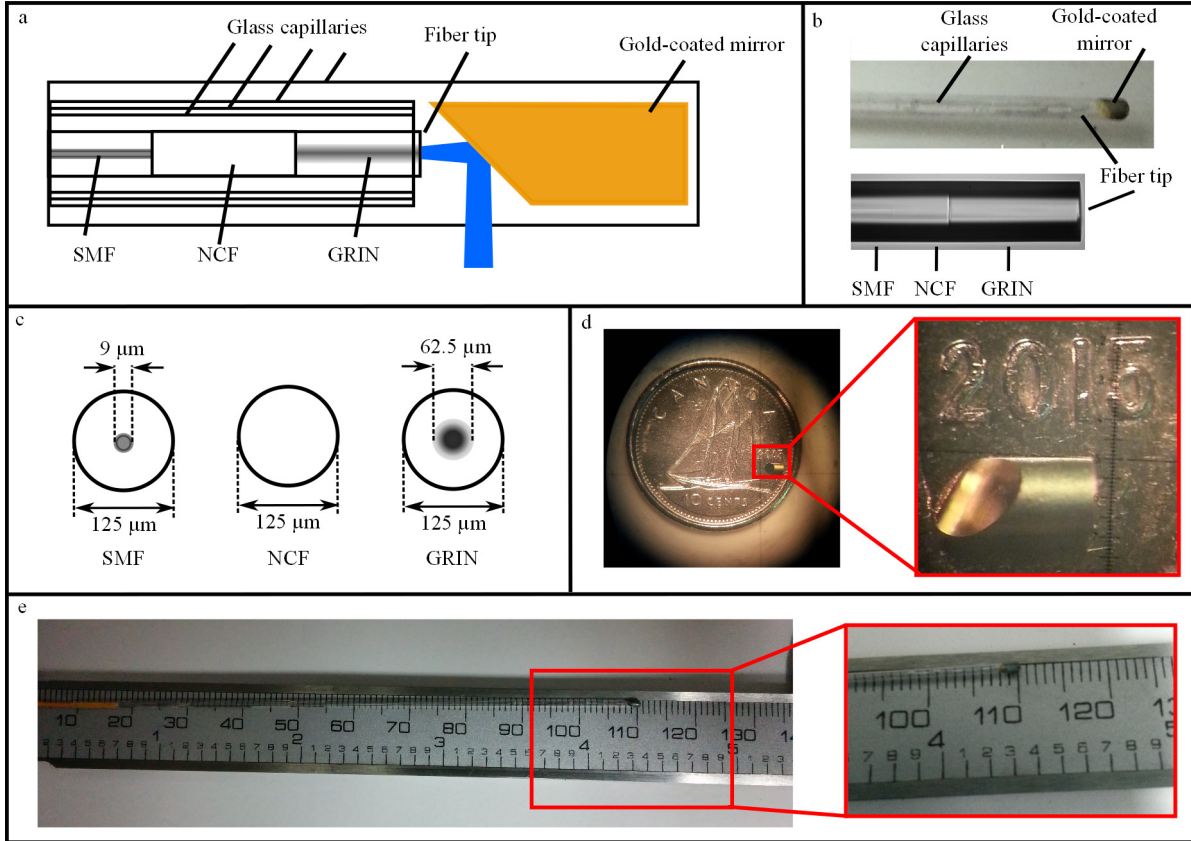 a
Glass capillaries
Fiber tip
Gold-coated mirror
SMF
NCF
GRIN
b
Glass
capillaries
Gold-coated
mirror
Fiber tip
SMF NCF GRIN
c
9 µm
62.5 µm
125 µm
125 µm
125 µm
SMF
NCF
GRIN
d
CANADA
2015
10 CENTS
2015
e
10 20 30 40 50 60 70 80 90 100 110 120 130
1 2 3 4 5
100 110 120
4 5